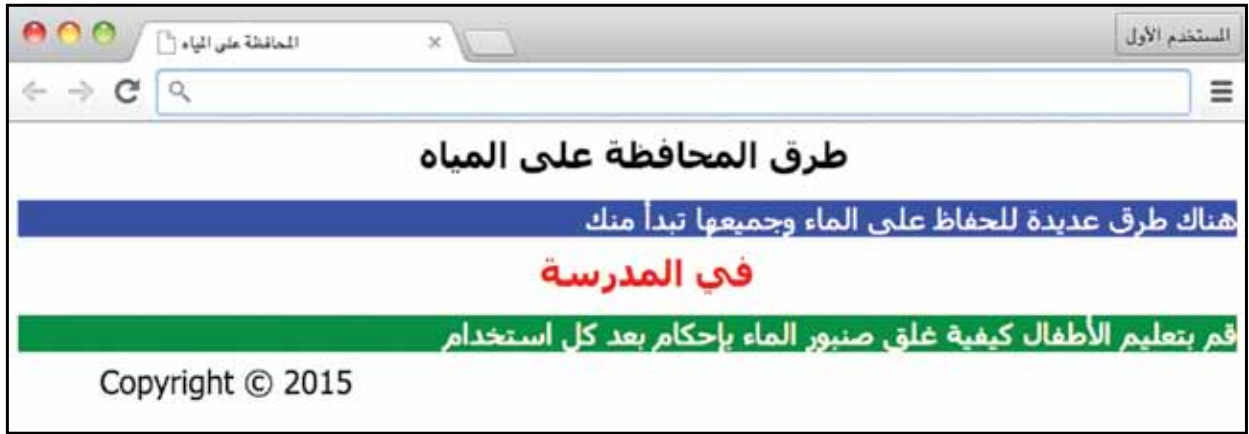 المحافظة على المياه
المستخدم الأول
طرق المحافظة على المياه
هناك طرق عديدة للحفاظ على الماء وجميعها تبدأ منك
في المدرسة
قم بتعليم الأطفال كيفية غلق صنبور الماء بإحكام بعد كل استخدام
Copyright © 2015